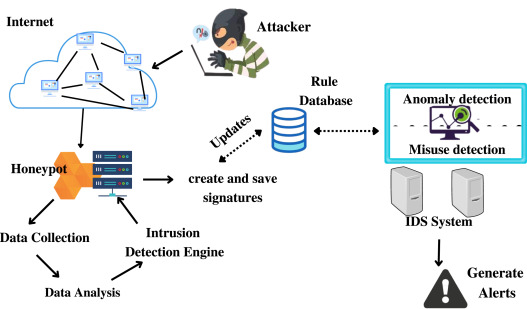 Internet
Attacker
Rule
Database
Updates
Anomaly detection
Misuse detection
Honeypot
create and save
signatures
IDS System
Data Collection
Intrusion
Detection Engine
Data Analysis
Generate
Alerts